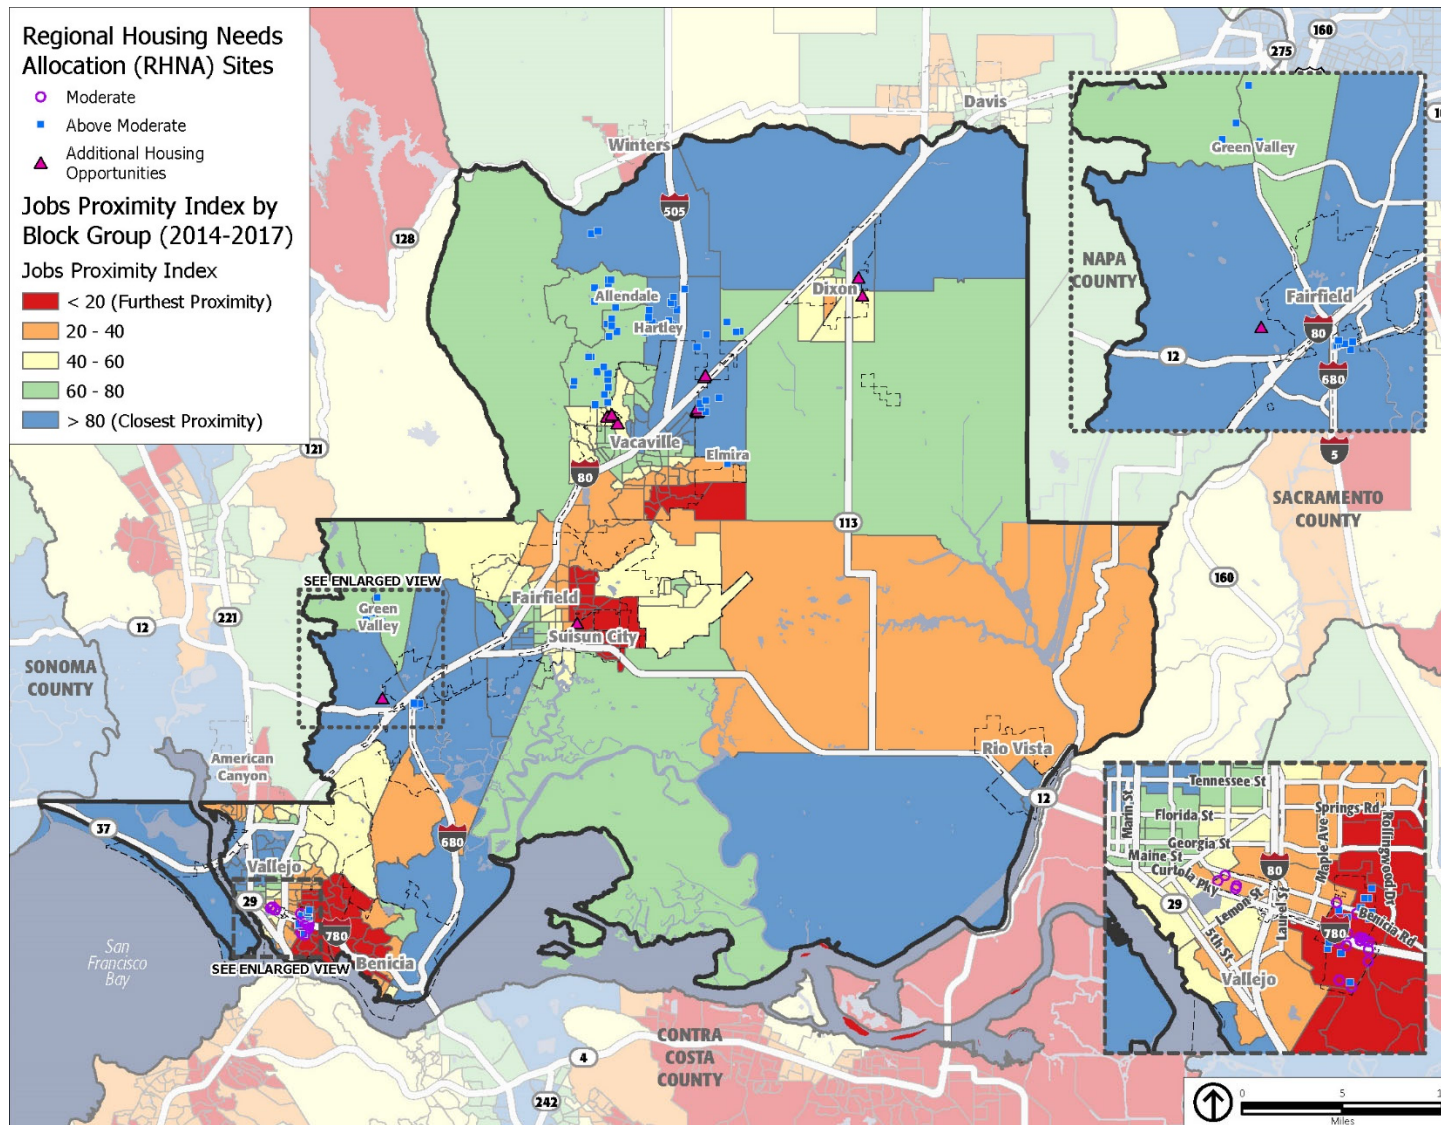 Regional Housing Needs
Allocation (RHNA) Sites
Moderate
Above Moderate
Additional Housing
Opportunities
Jobs Proximity Index by
Block Group (2014-2017)
Jobs Proximity Index
< 20 (Furthest Proximity)
20 - 40
40 - 60
60 - 80
> 80 (Closest Proximity)
160
275
Davis
Winters
505
128
Allendale
Hartley
Dixon
Vacaville
Elmira
80
121
113
5
SACRAMENTO
COUNTY
160
SEE ENLARGED VIEW
Green
Valley
Fairfield
Suisun City
12
221
SONOMA
COUNTY
American
Canyon
Rio Vista
12
37
680
Vallejo
29
780
SEE ENLARGED VIEW
Benicia
San
Francisco
Bay
CONTRA
COSTA
COUNTY
4
242
Green Valley
NAPA
COUNTY
Fairfield
80
12
680
Tennessee St
Marin St
Florida St
Springs Rd
Georgia St
Maple Ave
Rollingwood Dr
Maine St
80
Curtola Pky
29
Lemon St
Laurel St
Benicia Rd
5th St
780
Vallejo
0
5
Miles